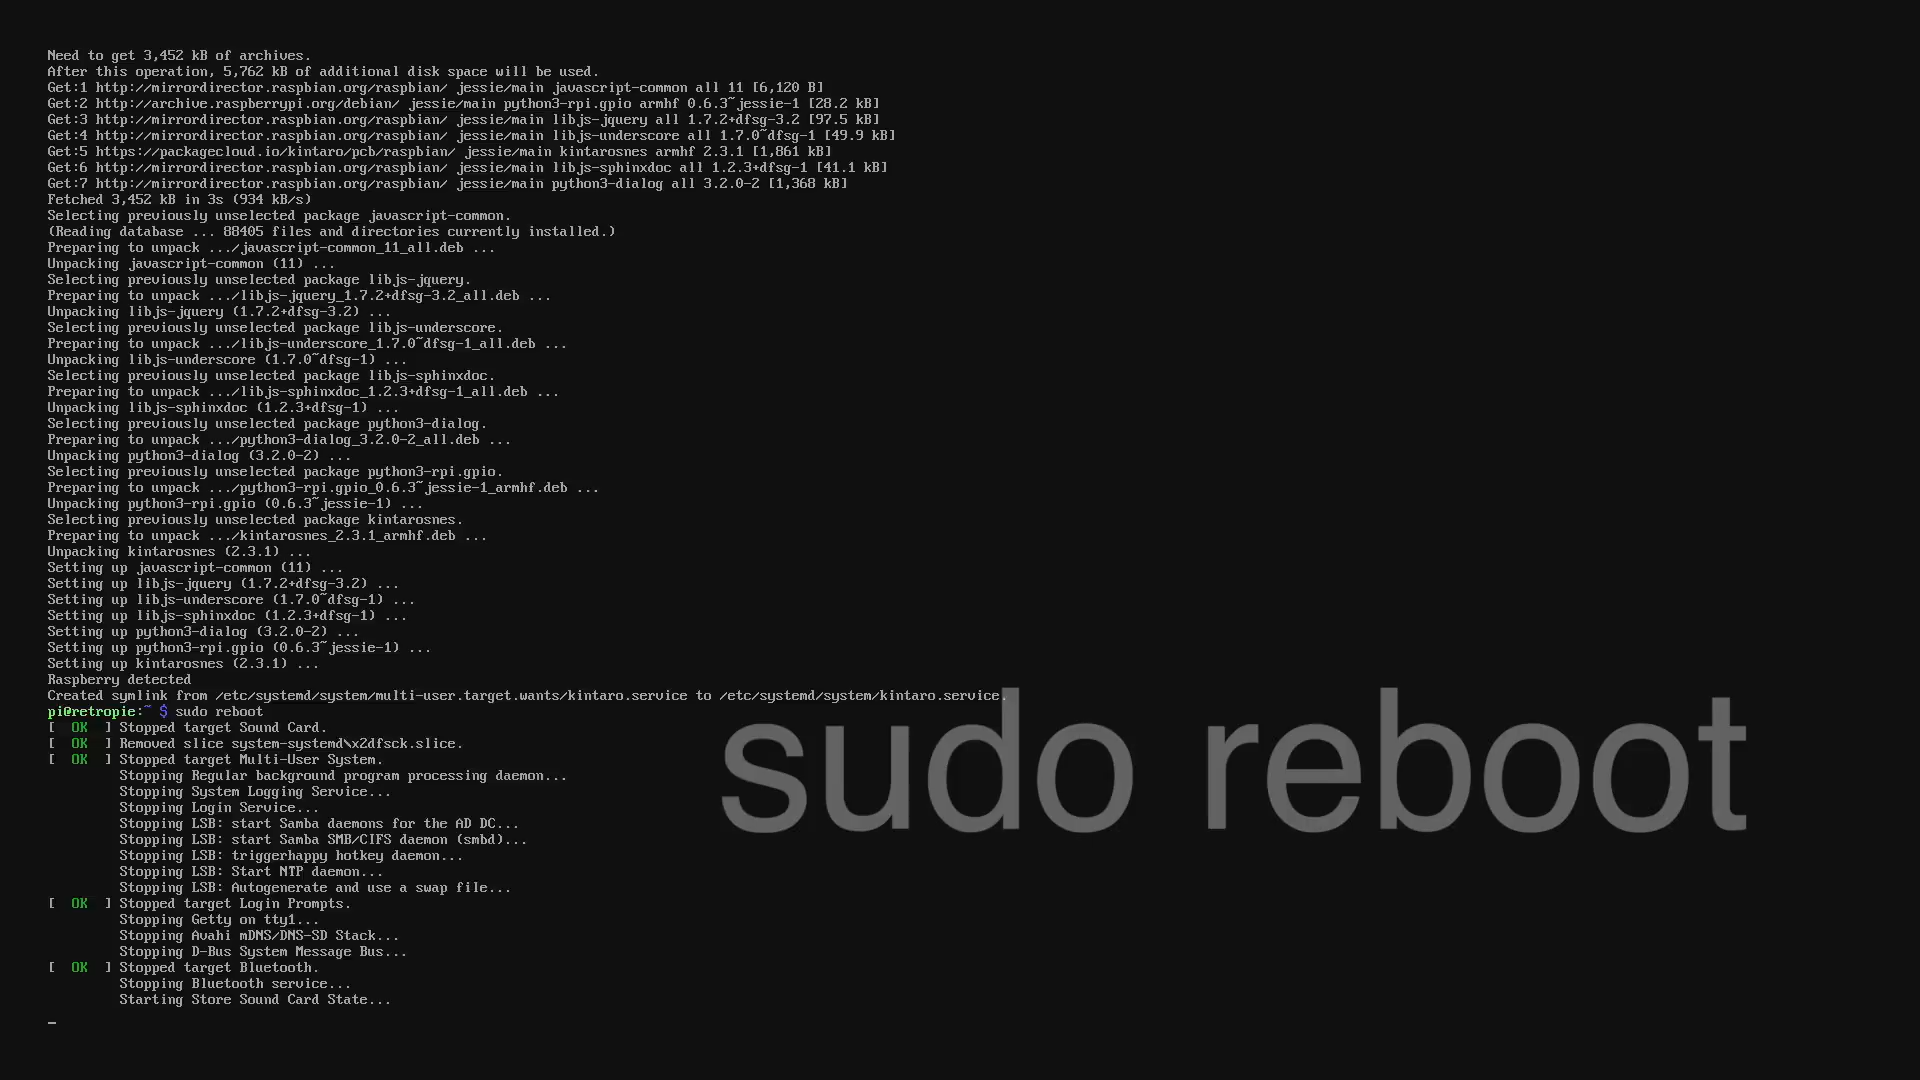 Need to get 3,452 kB of archives.
After this operation, 5,762 kB of additional disk space will be used.
Get:1 http://mirrordirector.raspbian.org/raspbian/ jessie/main javascript-common all 11 [6,120 B]
Get:2 http://archive.raspberrypi.org/debian/ jessie/main python3-rpi.gpio armhf 0.6.3~jessie-1 [28.2 kB]
Get:3 http://mirrordirector.raspbian.org/raspbian/ jessie/main libjs-jquery all 1.7.2+dfsg-3.2 [97.5 kB]
Get:4 http://mirrordirector.raspbian.org/raspbian/ jessie/main libjs-underscore all 1.7.0~dfsg-1 [49.9 kB]
Get:5 https://packagecloud.io/kintaro/pcb/raspbian/ jessie/main kintarosnes armhf 2.3.1 [1,861 kB]
Get:6 http://mirrordirector.raspbian.org/raspbian/ jessie/main libjs-sphinxdoc all 1.2.3+dfsg-1 [41.1 kB]
Get:7 http://mirrordirector.raspbian.org/raspbian/ jessie/main python3-dialog all 3.2.0-2 [1,368 kB]
Fetched 3,452 kB in 3s (934 kB/s)
Selecting previously unselected package javascript-common.
(Reading database ... 88405 files and directories currently installed.)
Preparing to unpack .../javascript-common_11_all.deb ...
Unpacking javascript-common (11) ...
Selecting previously unselected package libjs-jquery.
Preparing to unpack .../libjs-jquery_1.7.2+dfsg-3.2_all.deb ...
Unpacking libjs-jquery (1.7.2+dfsg-3.2) ...
Selecting previously unselected package libjs-underscore.
Preparing to unpack .../libjs-underscore_1.7.0~dfsg-1_all.deb ...
Unpacking libjs-underscore (1.7.0~dfsg-1) ...
Selecting previously unselected package libjs-sphinxdoc.
Preparing to unpack .../libjs-sphinxdoc_1.2.3+dfsg-1_all.deb ...
Unpacking libjs-sphinxdoc (1.2.3+dfsg-1) ...
Selecting previously unselected package python3-dialog.
Preparing to unpack .../python3-dialog_3.2.0-2_all.deb ...
Unpacking python3-dialog (3.2.0-2) ...
Selecting previously unselected package python3-rpi.gpio.
Preparing to unpack .../python3-rpi.gpio_0.6.3~jessie-1_armhf.deb ...
Unpacking python3-rpi.gpio (0.6.3~jessie-1) ...
Selecting previously unselected package kintarosnes.
Preparing to unpack .../kintarosnes_2.3.1_armhf.deb ...
Unpacking kintarosnes (2.3.1) ...
Setting up javascript-common (11) ...
Setting up libjs-jquery (1.7.2+dfsg-3.2) ...
Setting up libjs-underscore (1.7.0~dfsg-1) ...
Setting up libjs-sphinxdoc (1.2.3+dfsg-1) ...
Setting up python3-dialog (3.2.0-2) ...
Setting up python3-rpi.gpio (0.6.3~jessie-1) ...
Setting up kintarosnes (2.3.1) ...
Raspberry detected
Created symlink from /etc/systemd/system/multi-user.target.wants/kintaro.service to /etc/systemd/system/kintaro.service.
pi@retropie:~ $ sudo reboot
[  OK  ] Stopped target Sound Card.
[  OK  ] Removed slice system-systemd\x2dfsck.slice.
[  OK  ] Stopped target Multi-User System.
Stopping Regular background program processing daemon...
Stopping System Logging Service...
Stopping Login Service...
Stopping LSB: start Samba daemons for the AD DC...
Stopping LSB: start Samba SMB/CIFS daemon (smbd)...
Stopping LSB: triggerhappy hotkey daemon...
Stopping LSB: Start NTP daemon...
Stopping LSB: Autogenerate and use a swap file...
[  OK  ] Stopped target Login Prompts.
Stopping Getty on tty1...
Stopping Avahi mDNS/DNS-SD Stack...
Stopping D-Bus System Message Bus...
[  OK  ] Stopped target Bluetooth.
Stopping Bluetooth service...
Starting Store Sound Card State...
sudo reboot